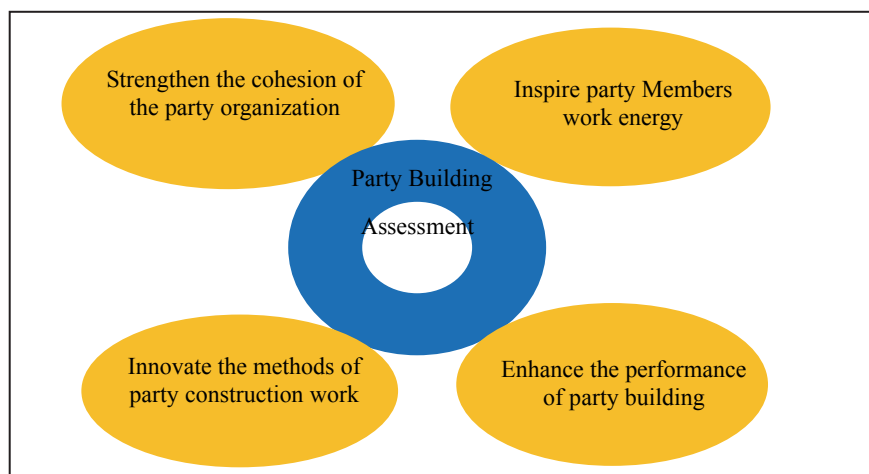 Strengthen the cohesion of
the party organization
Inspire party Members
work energy
Party Building
Assessment
Innovate the methods of
party construction work
Enhance the performance
of party building